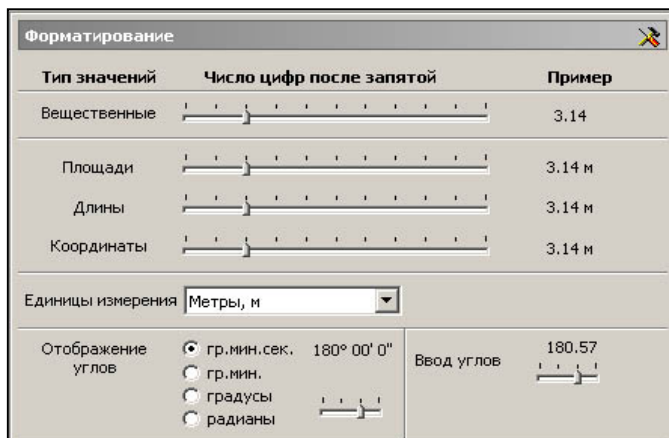 Форматирование
Тип значений Число цифр после запятой Пример
Вещественные 3.14
Площади 3.14 м
Длины 3.14 м
Координаты 3.14 м
Единицы измерения Метры, м
Отображение углов
гр.мин.сек. 180° 00' 0"
гр.мин.
градусы
радианы
Ввод углов 180.57